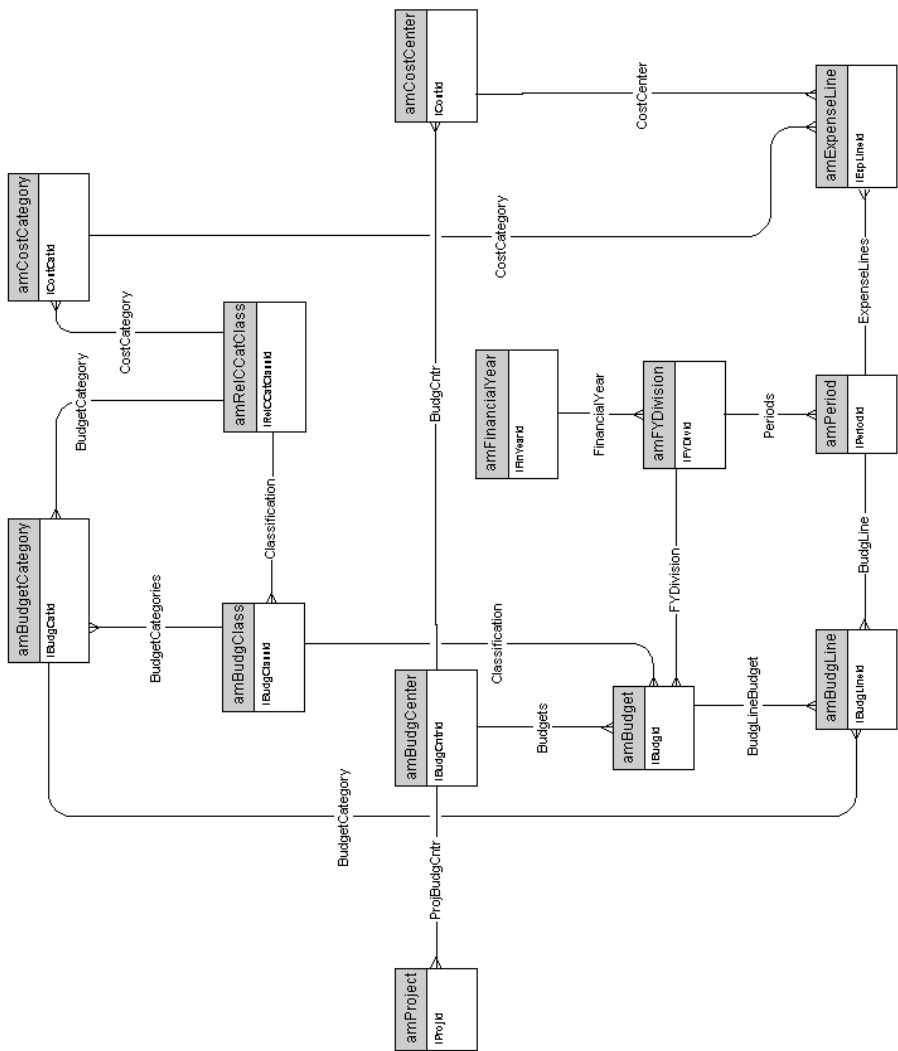 amBudgetCategory
lBudgCatId
amCostCategory
lCostCatId
BudgetCategory
CostCategory
BudgetCategories
amBudgClass
lBudgClassId
Classification
amRelCCatClass
lRelCCatClassId
BudgetCategory
amProject
lProjId
ProjBudgCntr
amBudgCenter
lBudgCntrId
BudgCntr
amCostCenter
lCostId
Classification
CostCategory
amFinancialYear
lFinYearId
Budgets
FinancialYear
CostCenter
amBudget
lBudgId
FYDivision
amFYDivision
lFYDivId
BudgLineBudget
Periods
amBudgLine
lBudgLineId
BudgLine
amPeriod
lPeriodId
ExpenseLines
amExpenseLine
lExpLineId